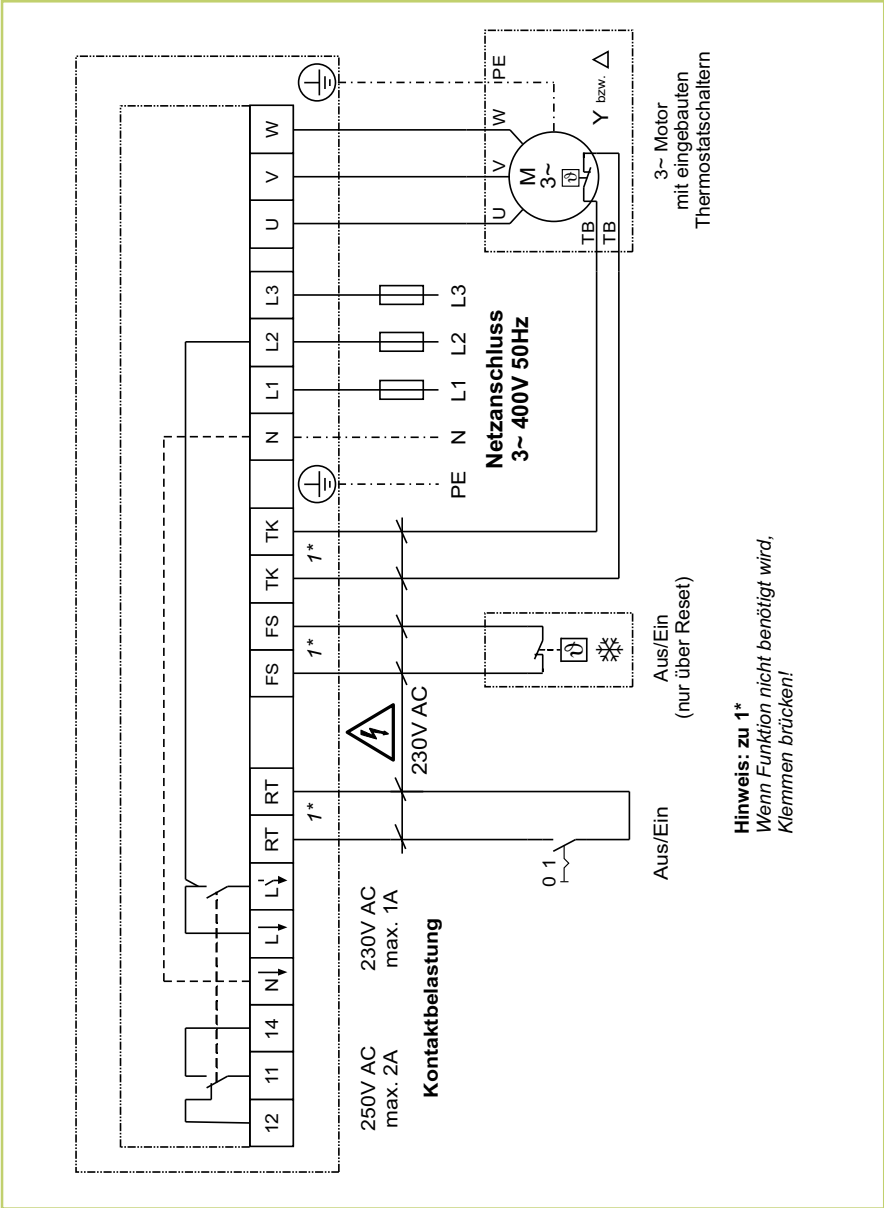 12 11 14 N L L RT RT FS FS TK TK N L1 L2 L3 U V W
1* 1* 1*
250V AC
max. 2A
230V AC
max. 1A
Kontaktbelastung
230V AC
0 1
Aus/Ein
ϑ
Aus/Ein
(nur über Reset)
PE N L1 L2 L3
Netzanschluss
3~ 400V 50Hz
TB
TB
U V W PE
M
3~
ϑ
Y bzw. △
3~ Motor
mit eingebauten
Thermostatschaltern
Hinweis: zu 1*
Wenn Funktion nicht benötigt wird,
Klemmen brücken!